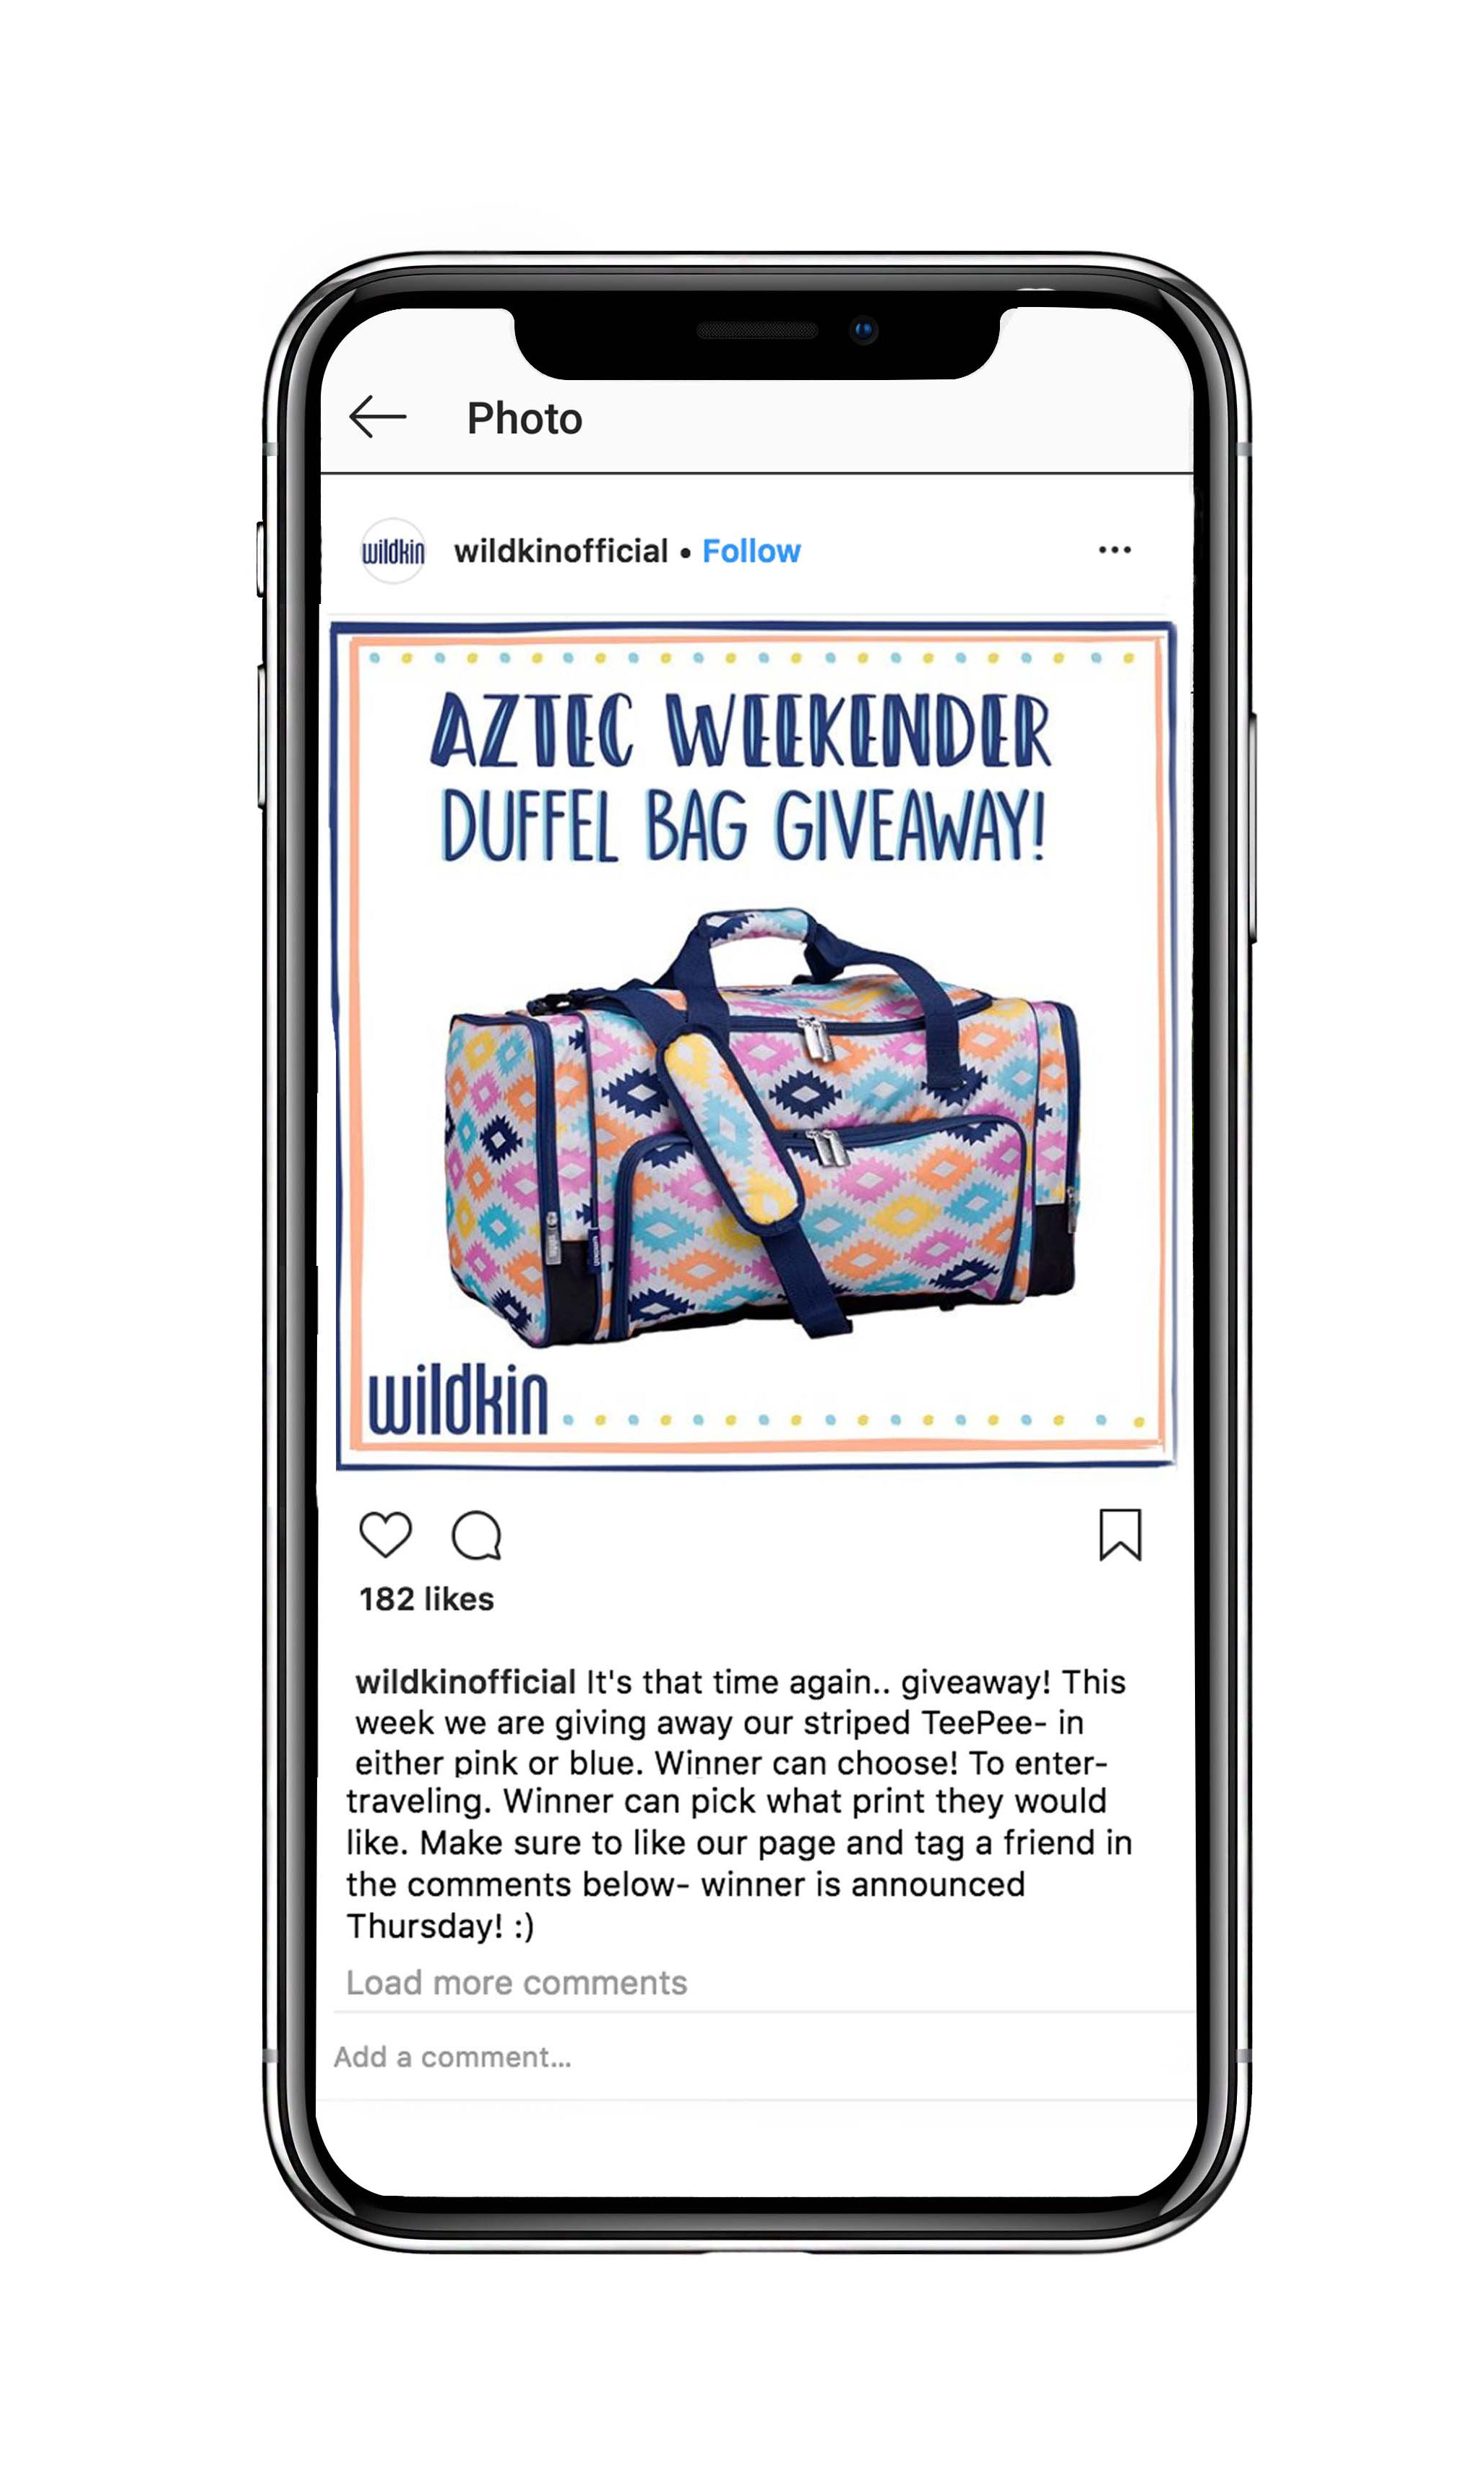 Photo
wildkin
wildkinofficial • Follow
AZTEC WEEKENDER
DUFFEL BAG GIVEAWAY!
wildkin
182 likes
wildkinofficial It's that time again.. giveaway! This
week we are giving away our striped TeePee- in
either pink or blue. Winner can choose! To enter-
traveling. Winner can pick what print they would
like. Make sure to like our page and tag a friend in
the comments below- winner is announced
Thursday! :)
Load more comments
Add a comment...